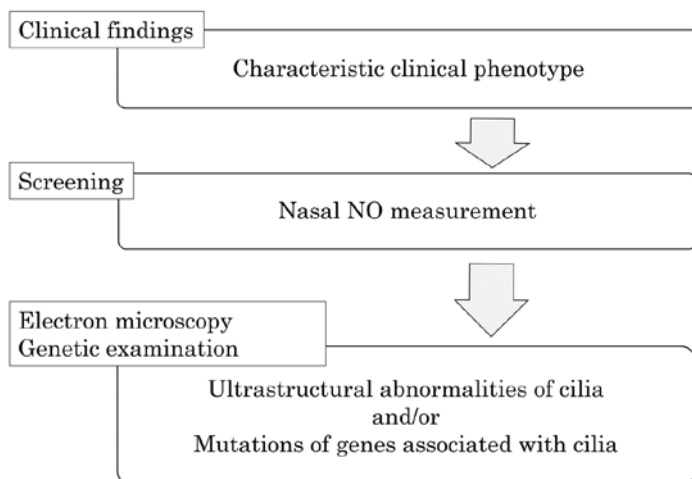 Clinical findings
Characteristic clinical phenotype
Screening
Nasal NO measurement
Electron microscopy
Genetic examination
Ultrastructural abnormalities of cilia
and/or
Mutations of genes associated with cilia